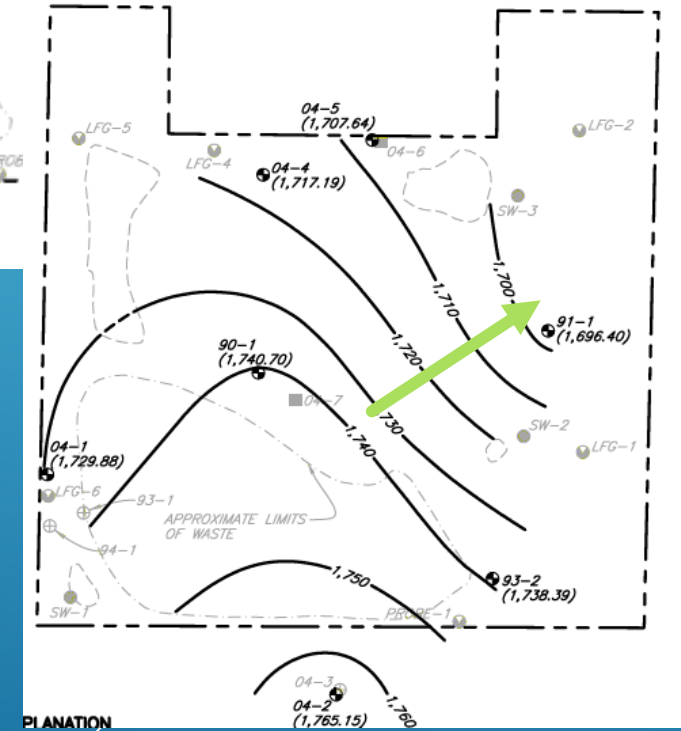 04-5
(1,707.64)
LFG-5
LFG-2
04-6
LFG-4
04-4
(1,717.19)
SW-3
1,700
1,710
91-1
(1,696.40)
90-1
(1,740.70)
1,720
04-7
1,730
1,740
SW-2
04-1
(1,729.88)
LFG-1
LFG-6
93-1
APPROXIMATE LIMITS
OF WASTE
94-1
1,750
93-2
(1,738.39)
SW-1
PROBE-1
04-3
04-2
(1,765.15)
1,760
PLANATION